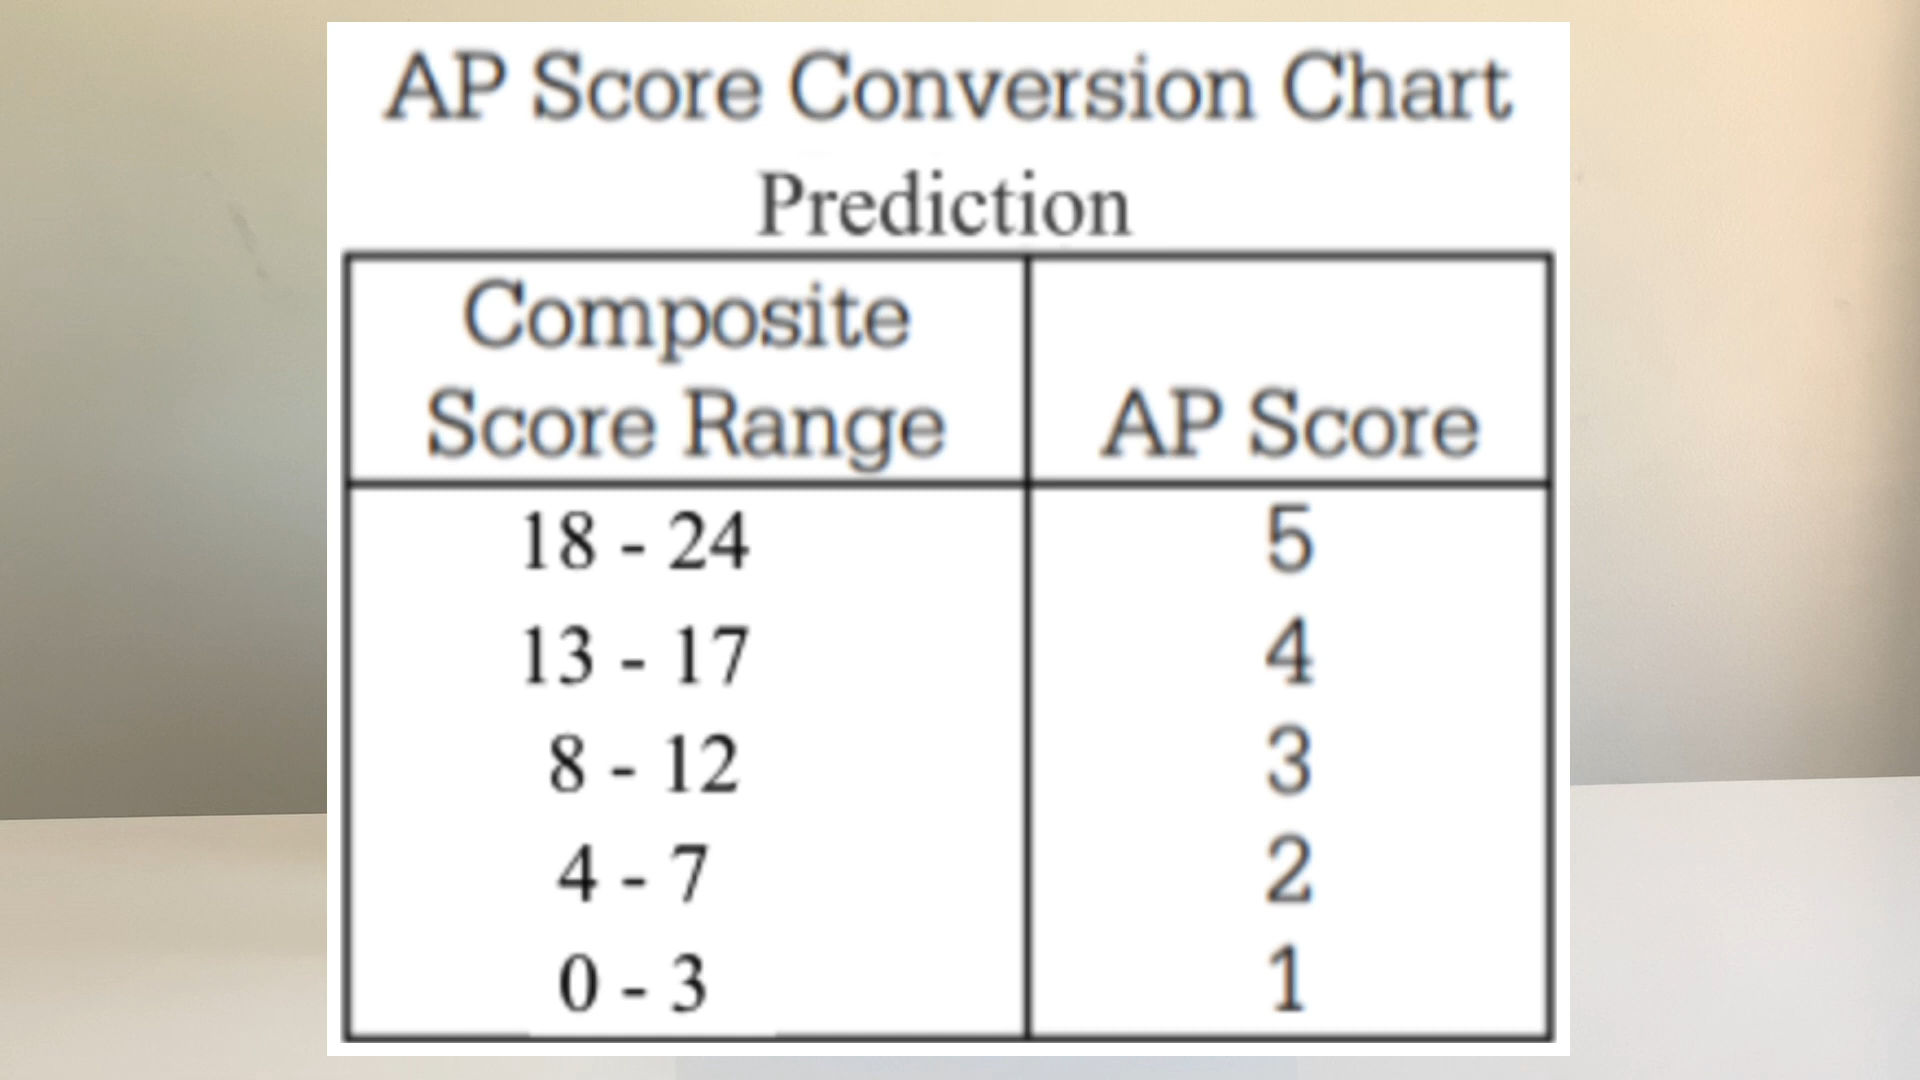 AP Score Conversion Chart
Prediction
Composite
Score Range
AP Score
18 - 24
5
13 - 17
4
8 - 12
3
4 - 7
2
0 - 3
1